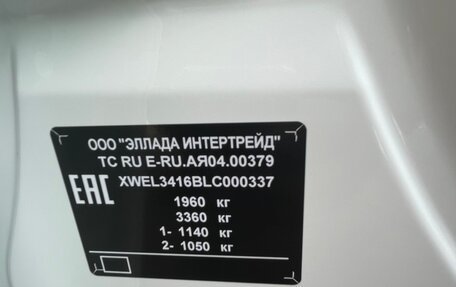 ООО "ЭЛЛАДА ИНТЕРТРЕЙД"
ТС RU E-RU.АЯ04.00379
EAC XWEL3416BLC000337
1960 кг
3360 кг
1- 1140 кг
2- 1050 кг